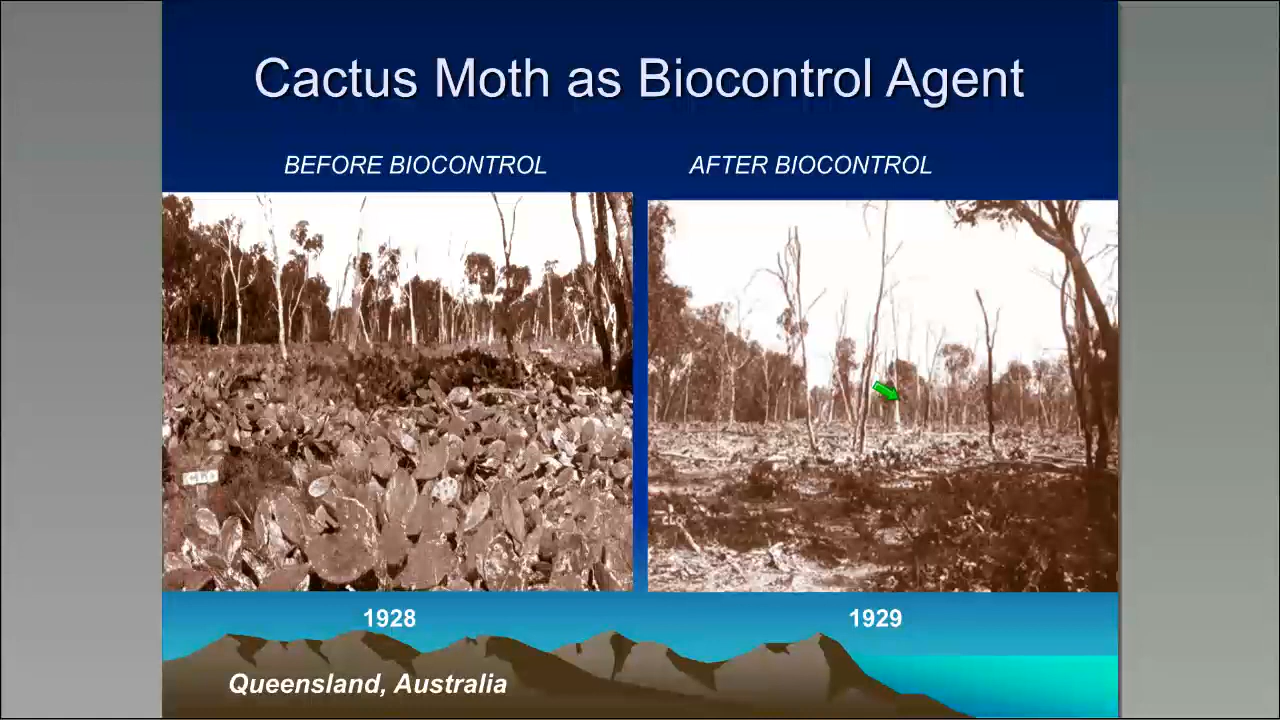 Cactus Moth as Biocontrol Agent
BEFORE BIOCONTROL
AFTER BIOCONTROL
1928
1929
Queensland, Australia